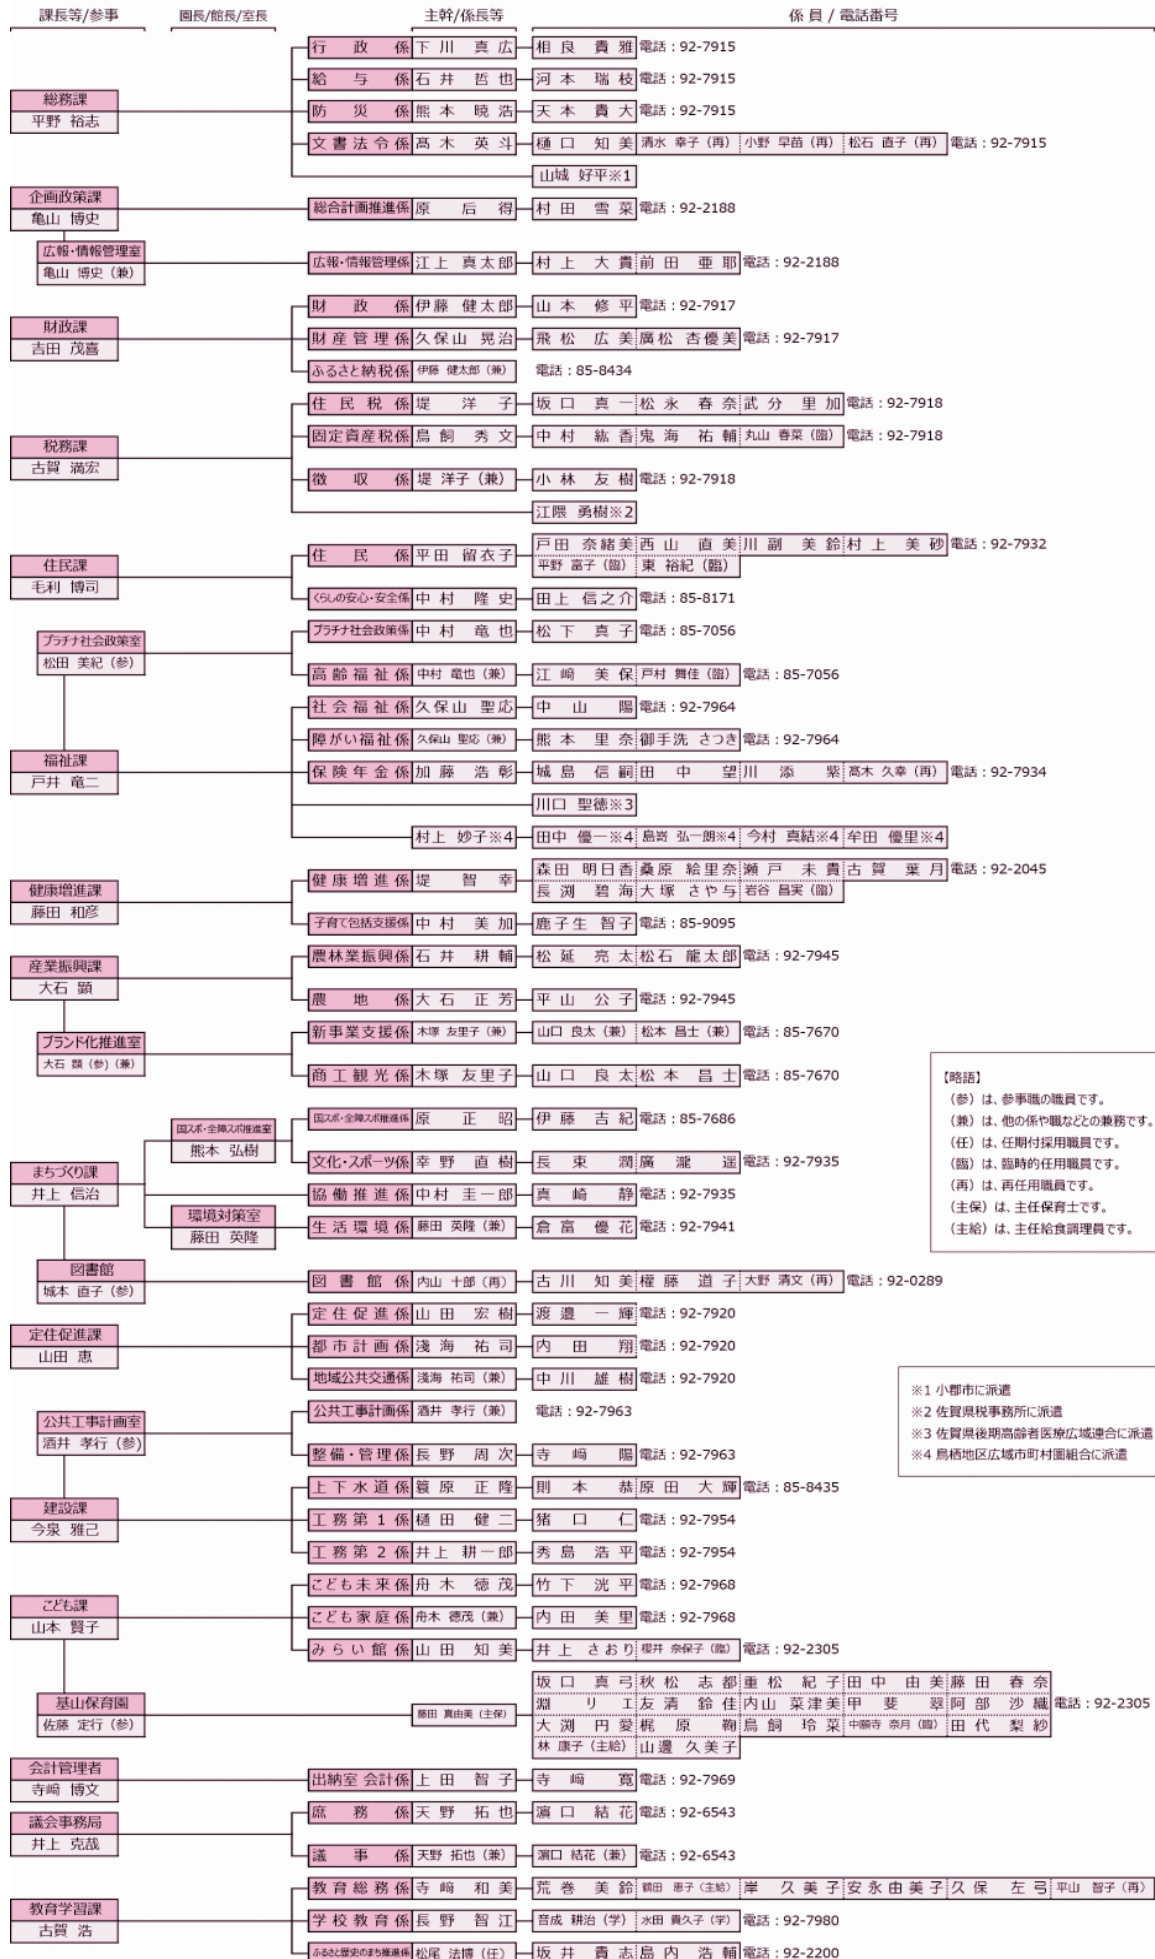 課長等/参事 園長/館長/室長 主幹/係長等 係 員 / 電話番号
行政係 下川 真広 相良 貴雅 電話：92-7915
給与係 石井 哲也 河本 瑞枝 電話：92-7915
総務課
平野 裕志
防災係 熊本 暁浩 天本 貴大 電話：92-7915
文書法令係 髙木 英斗 樋口 知美 清水 幸子（再） 小野 早苗（再） 松石 直子（再） 電話：92-7915
山城 好平※1
企画政策課
亀山 博史
総合計画推進係 原 后得 村田 雪菜 電話：92-2188
広報・情報管理室
亀山 博史（兼）
広報・情報管理係 江上 真太郎 村上 大貴 前田 亜耶 電話：92-2188
財政係 伊藤 健太郎 山本 修平 電話：92-7917
財政課
吉田 茂喜
財産管理係 久保山 晃治 飛松 広美 廣松 杏優美 電話：92-7917
ふるさと納税係 伊藤 健太郎（兼） 電話：85-8434
住民税係 堤 洋子 坂口 真一 松永 春奈 武分 里加 電話：92-7918
固定資産税係 鳥飼 秀文 中村 紘香 鬼海 祐輔 丸山 春菜（臨） 電話：92-7918
税務課
古賀 満宏
徴収係 堤 洋子（兼） 小林 友樹 電話：92-7918
江隈 勇樹※2
住民課
毛利 博司
住民係 平田 留衣子 戸田 奈緒美 西山 直美 川副 美鈴 村上 美砂 電話：92-7932
平野 富子（臨） 東 裕紀（臨）
くらしの安心・安全係 中村 隆史 田上 信之介 電話：85-8171
プラチナ社会政策室
松田 美紀（参）
プラチナ社会政策係 中村 竜也 松下 真子 電話：85-7056
高齢福祉係 中村 竜也（兼） 江﨑 美保 戸村 舞佳（臨） 電話：85-7056
社会福祉係 久保山 聖応 中山 陽 電話：92-7964
障がい福祉係 久保山 聖応（兼） 熊本 里奈 御手洗 さつき 電話：92-7964
福祉課
戸井 竜二
保険年金係 加藤 浩彰 城島 信嗣 田中 望 川添 紫 髙木 久幸（再） 電話：92-7934
川口 聖徳※3
村上 妙子※4 田中 優一※4 島嵜 弘一朗※4 今村 真結※4 牟田 優里※4
健康増進課
藤田 和彦
健康増進係 堤 智幸 森田 明日香 桑原 絵里奈 瀬戸 未貴 古賀 葉月 電話：92-2045
長渕 碧海 大塚 さや与 岩谷 昌実（臨）
子育て包括支援係 中村 美加 鹿子生 智子 電話：85-9095
産業振興課
大石 顕
農林業振興係 石井 耕輔 松延 亮太 松石 龍太郎 電話：92-7945
農地係 大石 正芳 平山 公子 電話：92-7945
ブランド化推進室
大石 顕（参）（兼）
新事業支援係 木塚 友里子（兼） 山口 良太（兼） 松本 昌士（兼） 電話：85-7670
商工観光係 木塚 友里子 山口 良太 松本 昌士 電話：85-7670
【略語】
（参）は、参事職の職員です。
（兼）は、他の係や職などとの兼務です。
（任）は、任期付採用職員です。
（臨）は、臨時的任用職員です。
（再）は、再任用職員です。
（主保）は、主任保育士です。
（主給）は、主任給食調理員です。
国スポ・全障スポ推進室
熊本 弘樹
国スポ・全障スポ推進係 原 正昭 伊藤 吉紀 電話：85-7686
文化・スポーツ係 幸野 直樹 長束 潤 廣瀧 遥 電話：92-7935
まちづくり課
井上 信治
協働推進係 中村 圭一郎 真崎 静 電話：92-7935
環境対策室
藤田 英隆
生活環境係 藤田 英隆（兼） 倉富 優花 電話：92-7941
図書館
城本 直子（参）
図書館係 内山 十郎（再） 古川 知美 権藤 道子 大野 清文（再） 電話：92-0289
定住促進課
山田 恵
定住促進係 山田 宏樹 渡邉 一輝 電話：92-7920
都市計画係 淺海 祐司 内田 翔 電話：92-7920
地域公共交通係 淺海 祐司（兼） 中川 雄樹 電話：92-7920
※1 小郡市に派遣
※2 佐賀県税事務所に派遣
※3 佐賀県後期高齢者医療広域連合に派遣
※4 鳥栖地区広域市町村圏組合に派遣
公共工事計画室
酒井 孝行（参）
公共工事計画係 酒井 孝行（兼） 電話：92-7963
整備・管理係 長野 周次 寺﨑 陽 電話：92-7963
建設課
今泉 雅己
上下水道係 簑原 正隆 則本 恭 原田 大輝 電話：85-8435
工務第1係 樋田 健二 猪口 仁 電話：92-7954
工務第2係 井上 耕一郎 秀島 浩平 電話：92-7954
こども課
山本 賢子
こども未来係 舟木 徳茂 竹下 洸平 電話：92-7968
こども家庭係 舟木 徳茂（兼） 内田 美里 電話：92-7968
みらい館係 山田 知美 井上 さおり 櫻井 奈保子（臨） 電話：92-2305
基山保育園
佐藤 定行（参）
藤田 真由美（主保） 坂口 真弓 秋松 志都 重松 紀子 田中 由美 藤田 春奈
淵 リエ 友清 鈴佳 内山 菜津美 甲斐 翠 阿部 沙織 電話：92-2305
大渕 円愛 梶原 鞠 鳥飼 玲菜 中願寺 奈月（臨） 田代 梨紗
林 康子（主給） 山邊 久美子
会計管理者
寺﨑 博文
出納室 会計係 上田 智子 寺﨑 寛 電話：92-7969
議会事務局
井上 克哉
庶務係 天野 拓也 濵口 結花 電話：92-6543
議事係 天野 拓也（兼） 濵口 結花（兼） 電話：92-6543
教育学習課
古賀 浩
教育総務係 寺﨑 和美 荒巻 美鈴 鶴田 恵子（主給） 岸 久美子 安永 由美子 久保 左弓 平山 智子（再）
学校教育係 長野 智江 音成 耕治（学） 水田 貴久子（学） 電話：92-7980
ふるさと歴史のまち推進係 松尾 法博（任） 坂井 貴志 島内 浩輔 電話：92-2200